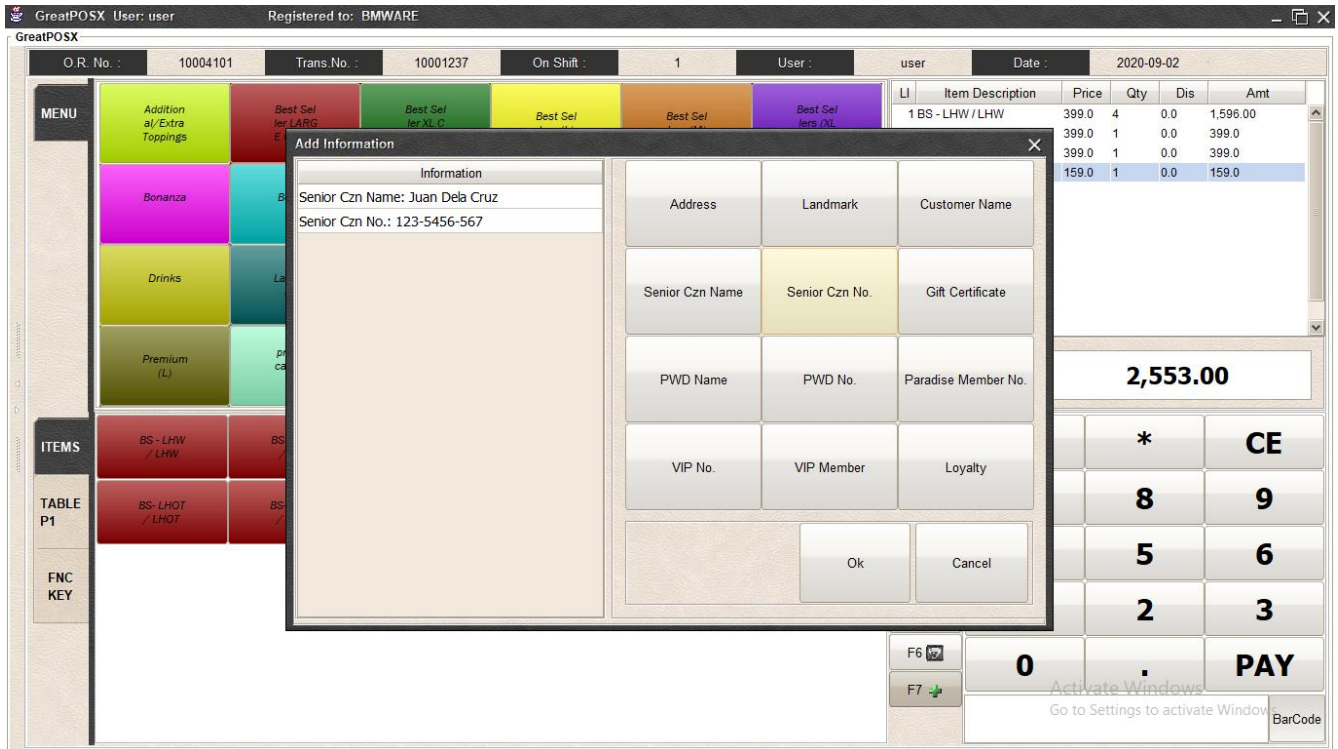 GreatPOSX User: user Registered to: BMWARE
GreatPOSX
O.R. No. : 10004101 Trans.No. : 10001237 On Shift : 1 User : user Date : 2020-09-02
MENU
Addition
al/Extra
Toppings
Best Sel
ler LARG
Best Sel
ler XL C
Best Sel
Best Sel
Best Sel
lers (XL
LI Item Description Price Qty Dis Amt
1 BS - LHW / LHW 399.0 4 0.0 1,596.00
399.0 1 0.0 399.0
399.0 1 0.0 399.0
159.0 1 0.0 159.0
Add Information
Information
Senior Czn Name: Juan Dela Cruz
Senior Czn No.: 123-5456-567
Address Landmark Customer Name
Senior Czn Name Senior Czn No. Gift Certificate
PWD Name PWD No. Paradise Member No.
VIP No. VIP Member Loyalty
Ok Cancel
Bonanza
Drinks
Premium
(L)
2,553.00
ITEMS
BS - LHW
/ LHW
TABLE
P1
BS- LHOT
/ LHOT
FNC
KEY
* CE
8 9
5 6
2 3
F6
0 . PAY
F7
Activate Windows
Go to Settings to activate Windows.
BarCode